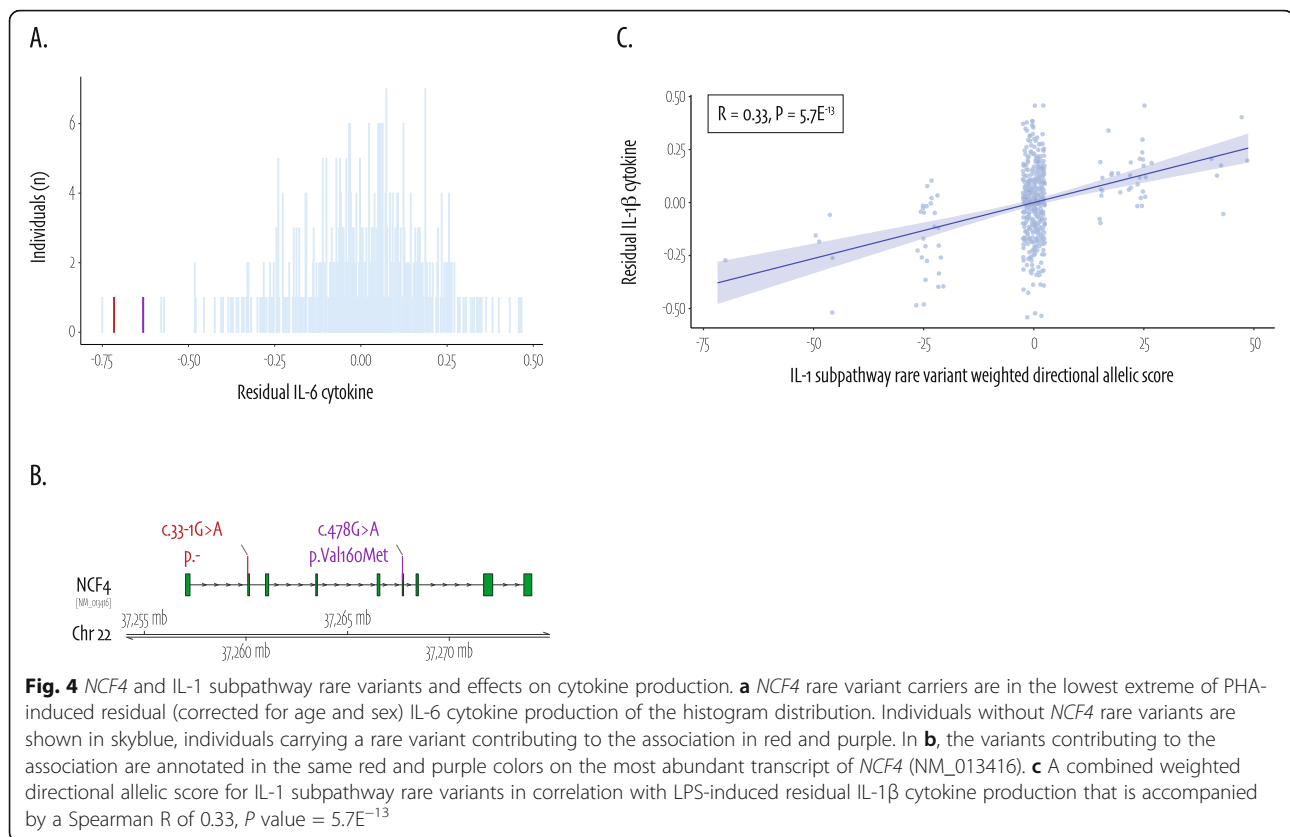 A.
6
4
2
0
Individuals (n)
-0.75
-0.50
-0.25
0.00
0.25
0.50
Residual IL-6 cytokine
C.
R = 0.33, P = 5.7E-13
0.50
0.25
0.00
-0.25
-0.50
Residual IL-1β cytokine
-75
-50
-25
0
25
50
IL-1 subpathway rare variant weighted directional allelic score
B.
c.33-1G>A
p.-
c.478G>A
p.Val160Met
NCF4
[NM_013416]
37,255 mb
37,265 mb
Chr 22
37,260 mb
37,270 mb
Fig. 4 NCF4 and IL-1 subpathway rare variants and effects on cytokine production. a NCF4 rare variant carriers are in the lowest extreme of PHA-
induced residual (corrected for age and sex) IL-6 cytokine production of the histogram distribution. Individuals without NCF4 rare variants are
shown in skyblue, individuals carrying a rare variant contributing to the association in red and purple. In b, the variants contributing to the
association are annotated in the same red and purple colors on the most abundant transcript of NCF4 (NM_013416). c A combined weighted
directional allelic score for IL-1 subpathway rare variants in correlation with LPS-induced residual IL-1β cytokine production that is accompanied
by a Spearman R of 0.33, P value = 5.7E−13